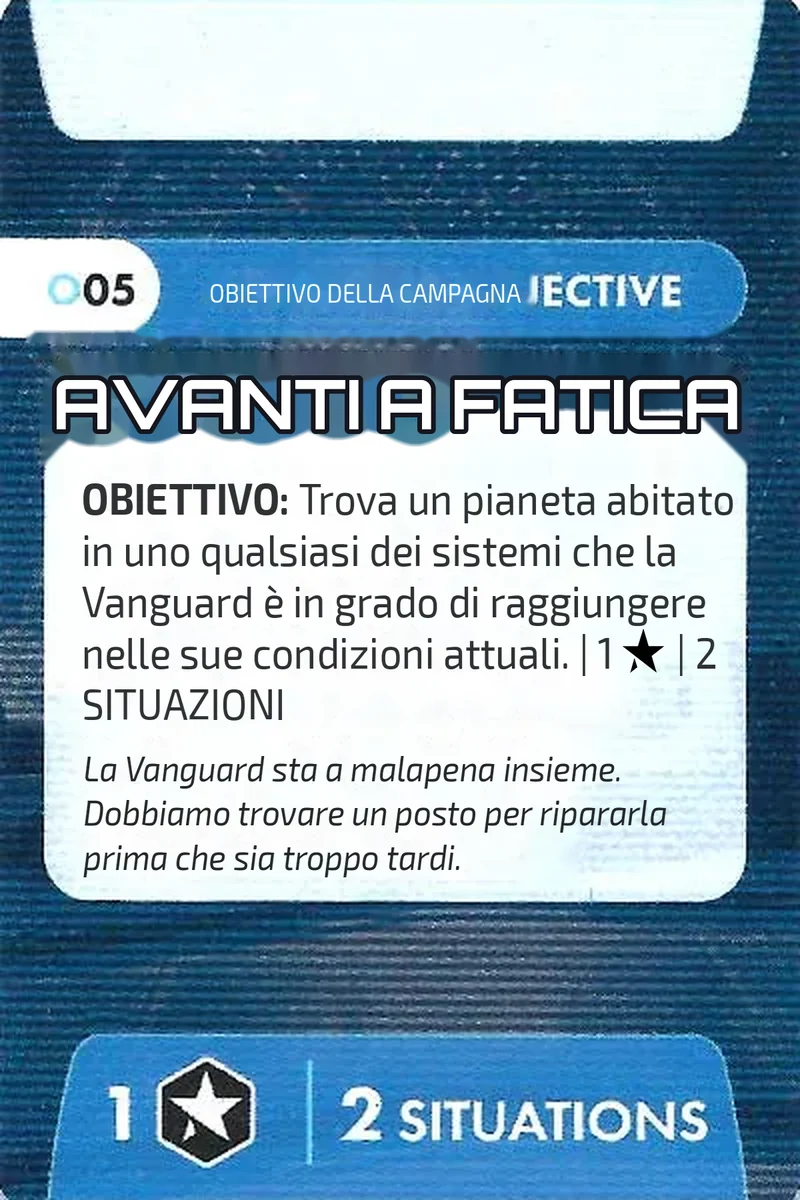 005
OBIETTIVO DELLA CAMPAGNA JECTIVE
AVANTI A FATICA
OBIETTIVO: Trova un pianeta abitato
in uno qualsiasi dei sistemi che la
Vanguard è in grado di raggiungere
nelle sue condizioni attuali. | 1 ★ | 2
SITUAZIONI
La Vanguard sta a malapena insieme.
Dobbiamo trovare un posto per ripararla
prima che sia troppo tardi.
1 ★ | 2 SITUATIONS